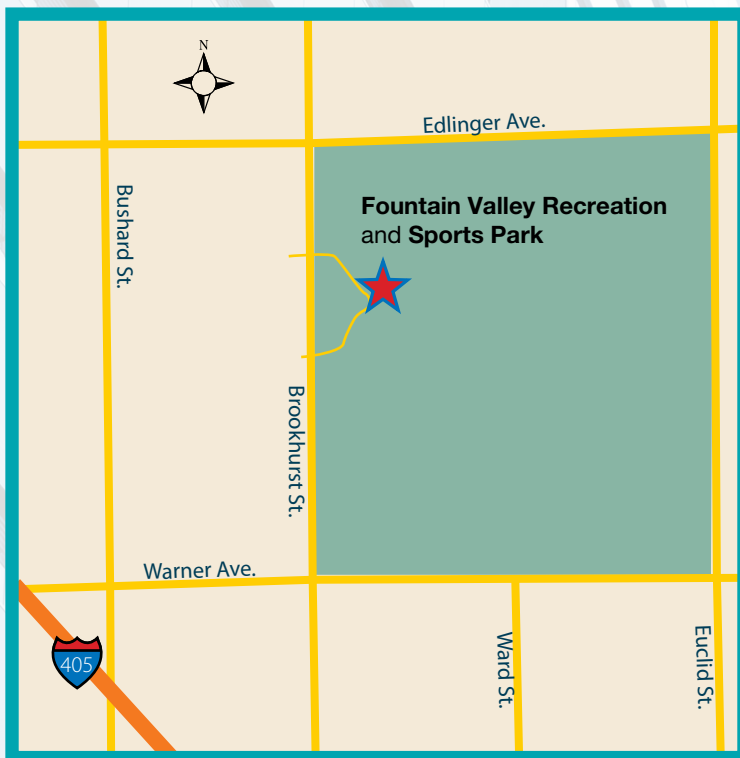 N
Edlinger Ave.
Bushard St.
Fountain Valley Recreation
and Sports Park
Brookhurst St.
Warner Ave.
405
Ward St.
Euclid St.